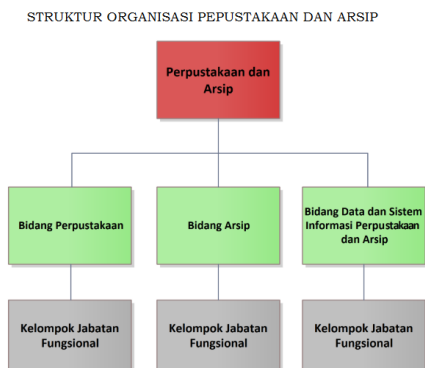 STRUKTUR ORGANISASI PEPUSTAKAAN DAN ARSIP
Perpustakaan dan
Arsip
Bidang Perpustakaan
Bidang Arsip
Bidang Data dan Sistem
Informasi Perpustakaan
dan Arsip
Kelompok Jabatan
Fungsional
Kelompok Jabatan
Fungsional
Kelompok Jabatan
Fungsional